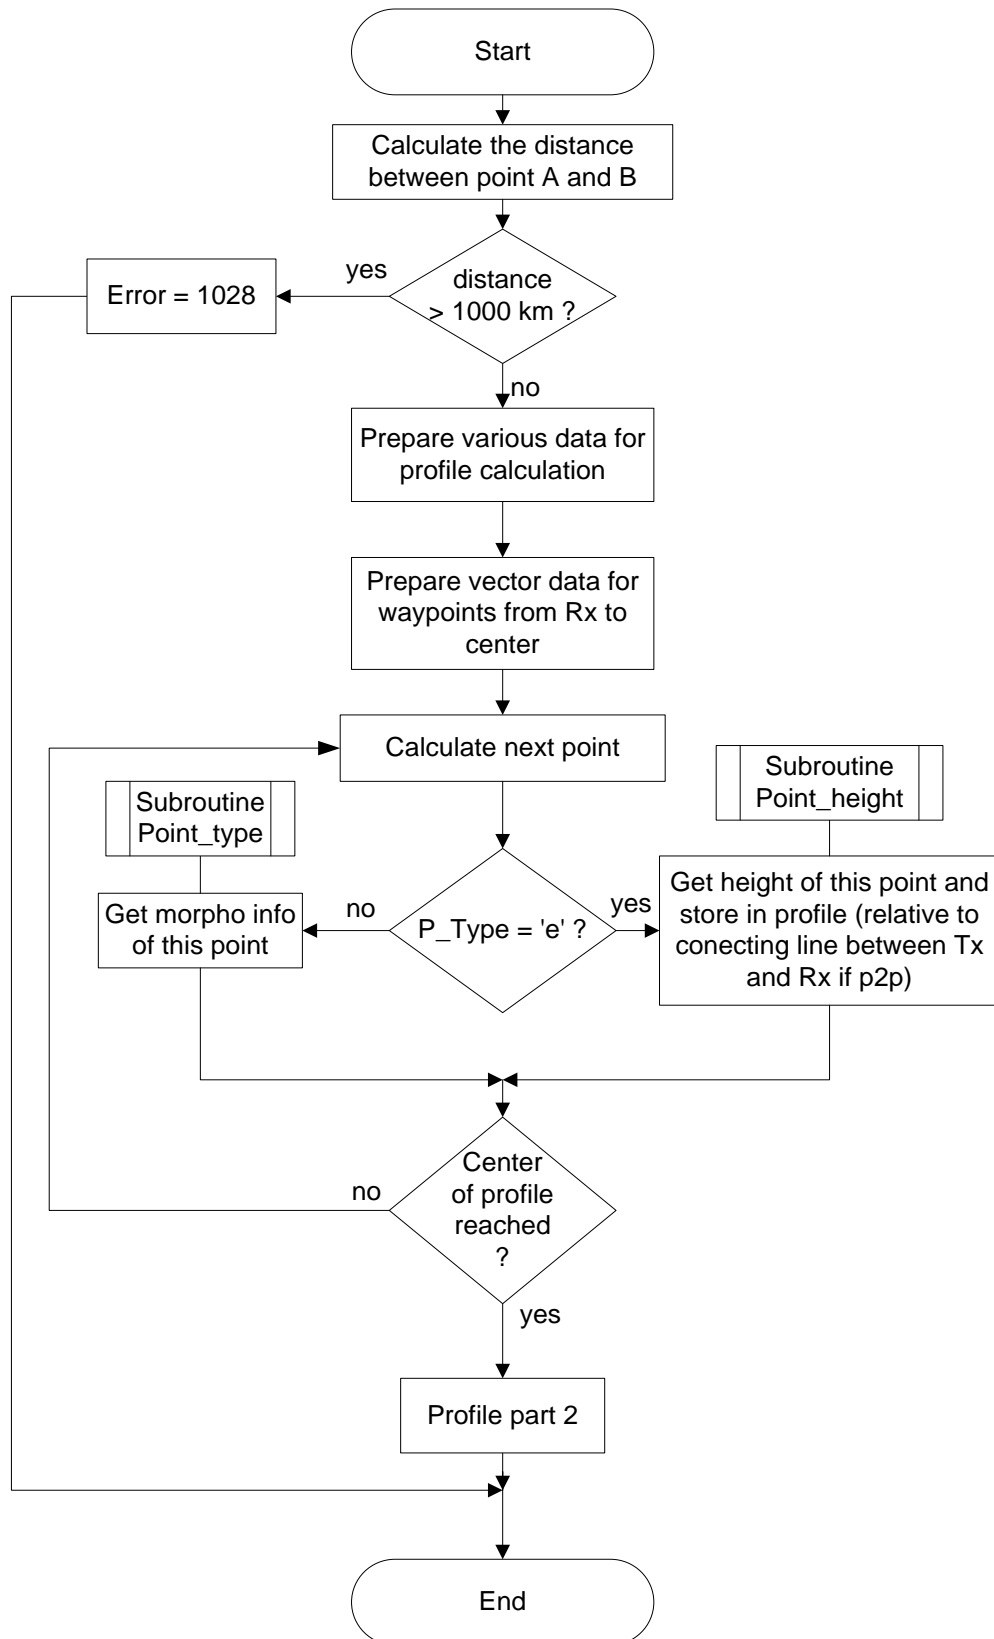 Start
Calculate the distance
between point A and B
distance
> 1000 km ?
yes
Error = 1028
no
Prepare various data for
profile calculation
Prepare vector data for
waypoints from Rx to
center
Calculate next point
Subroutine
Point_type
Subroutine
Point_height
P_Type = 'e' ?
no
Get morpho info
of this point
yes
Get height of this point and
store in profile (relative to
conecting line between Tx
and Rx if p2p)
Center
of profile
reached
?
no
yes
Profile part 2
End